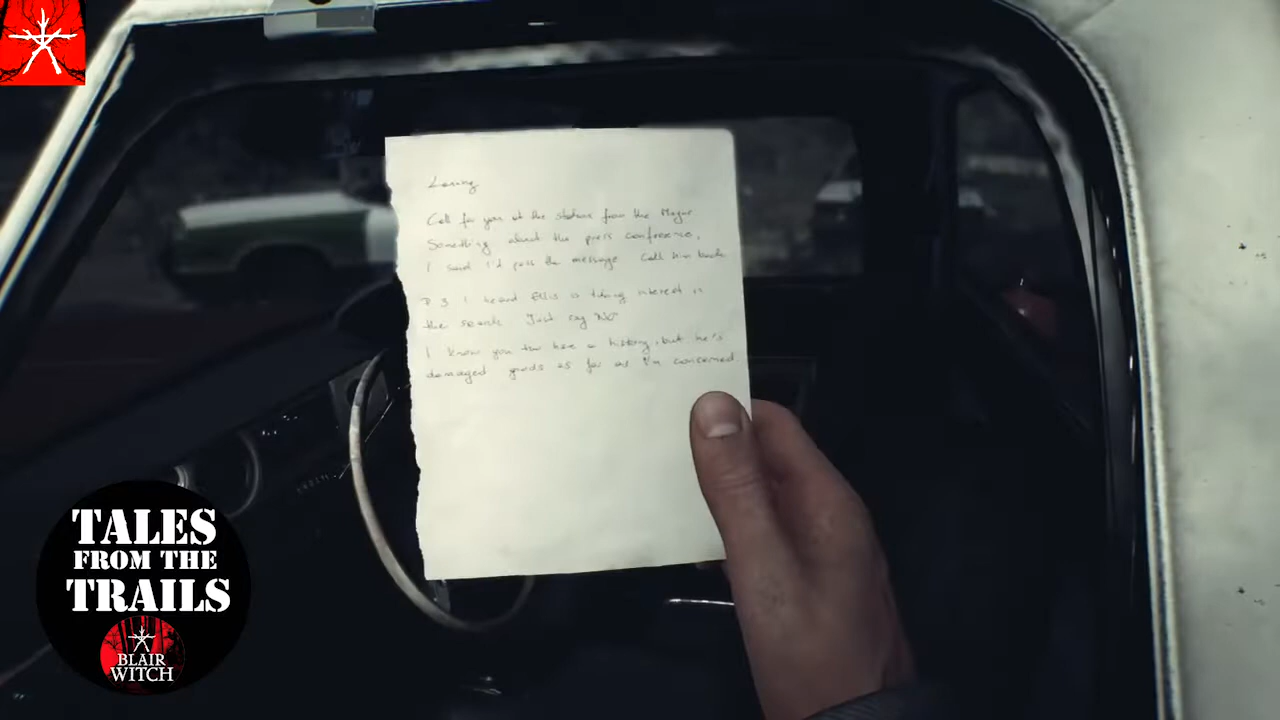 Lanning
Call for you at the station from the Mayor
Something about the press conference,
I said I'd pass the message Call him back
P S I heard Ellis is taking interest in
the search Just say "NO"
I know you two have a history, but he's
damaged goods as far as I'm concerned.
TALES
FROM THE
TRAILS
BLAIR
WITCH